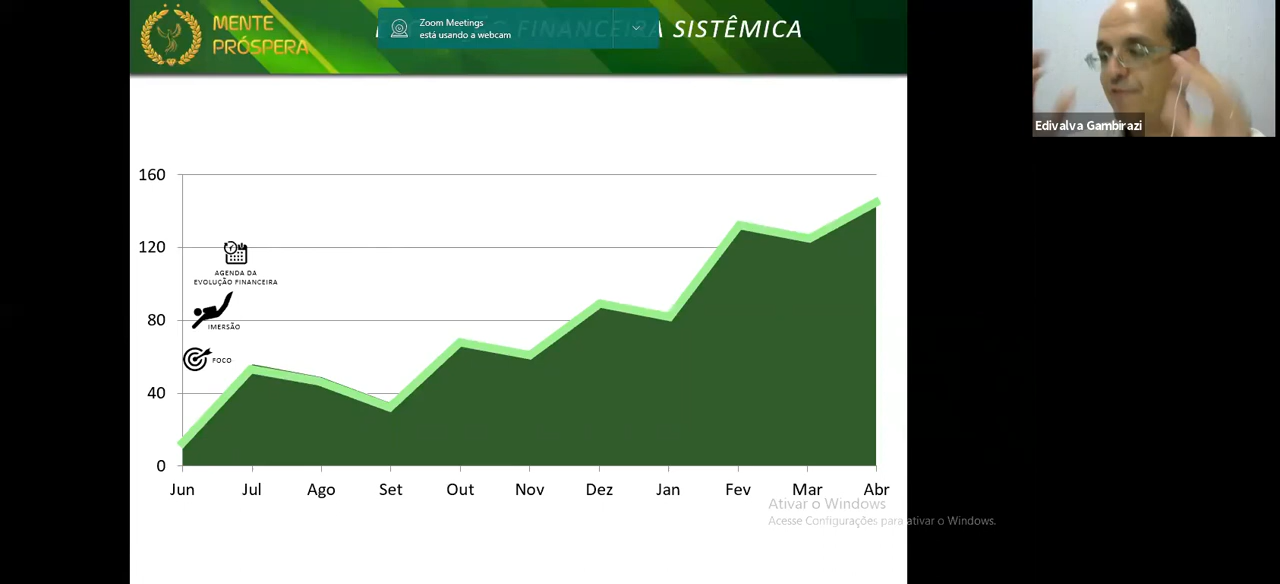 MENTE
PRÓSPERA
Zoom Meetings
está usando a webcam
FINANCEIRA SISTÊMICA
Edivalva Gambirazi
160
120
80
40
0
AGENDA DA
EVOLUÇÃO FINANCEIRA
IMERSÃO
FOCO
Jun Jul Ago Set Out Nov Dez Jan Fev Mar Abr
Ativar o Windows
Acesse Configurações para ativar o Windows.